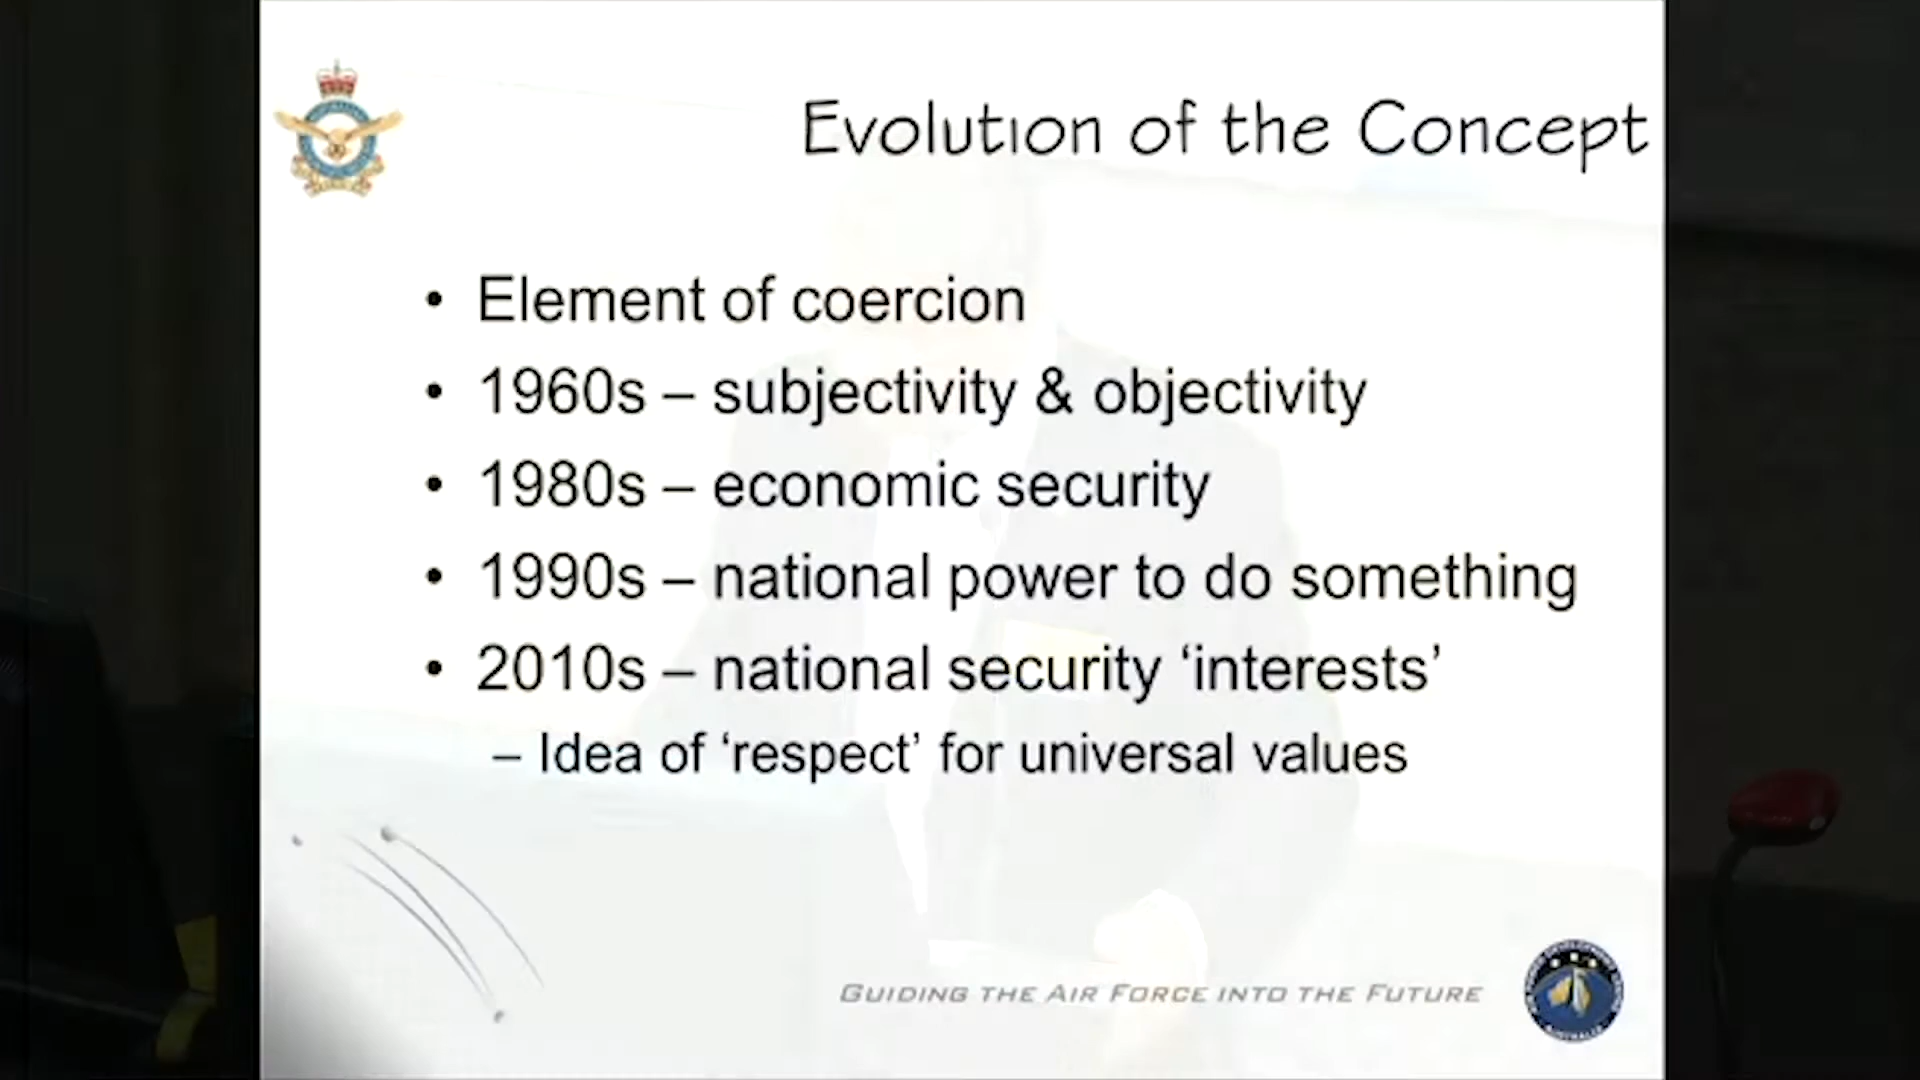 Evolution of the Concept
• Element of coercion
• 1960s – subjectivity & objectivity
• 1980s – economic security
• 1990s – national power to do something
• 2010s – national security ‘interests’
– Idea of ‘respect’ for universal values
GUIDING THE AIR FORCE INTO THE FUTURE
AUSTRALIA